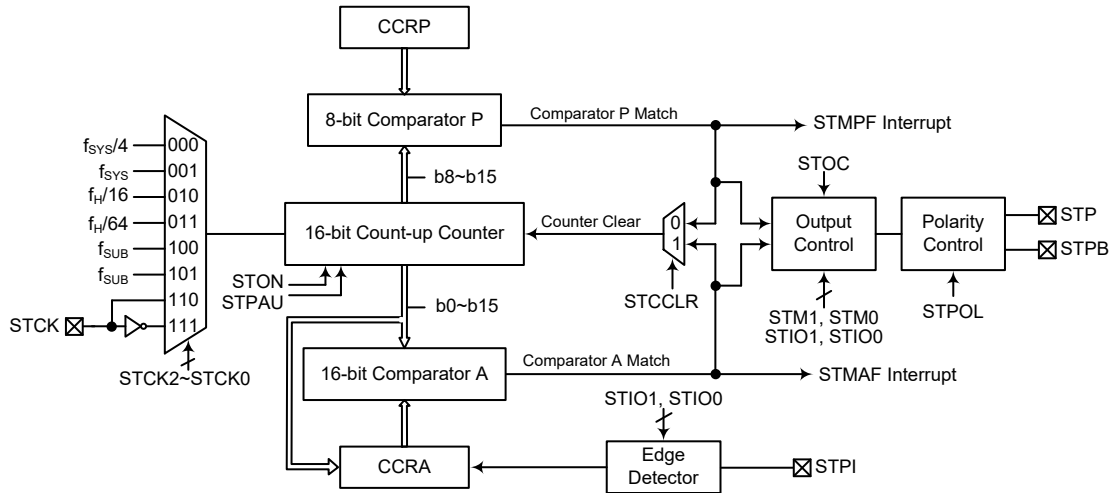 CCRP
8-bit Comparator P
Comparator P Match
STMPF Interrupt
b8~b15
fSYS/4
000
fSYS
001
fH/16
010
fH/64
011
fSUB
100
fSUB
101
110
111
STCK
STCK2~STCK0
16-bit Count-up Counter
STON
STPAU
Counter Clear
0
1
STCCLR
STOC
Output
Control
STM1, STM0
STIO1, STIO0
Polarity
Control
STPOL
STP
STPB
b0~b15
16-bit Comparator A
Comparator A Match
STMAF Interrupt
STIO1, STIO0
CCRA
Edge
Detector
STPI